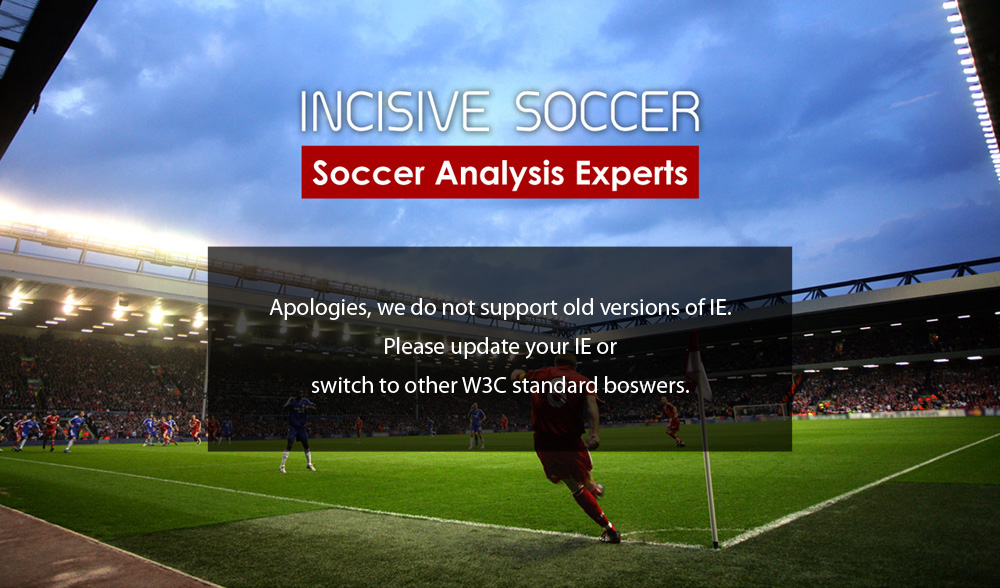 INCISIVE SOCCER
Soccer Analysis Experts
Apologies, we do not support old versions of IE.
Please update your IE or
switch to other W3C standard boswers.